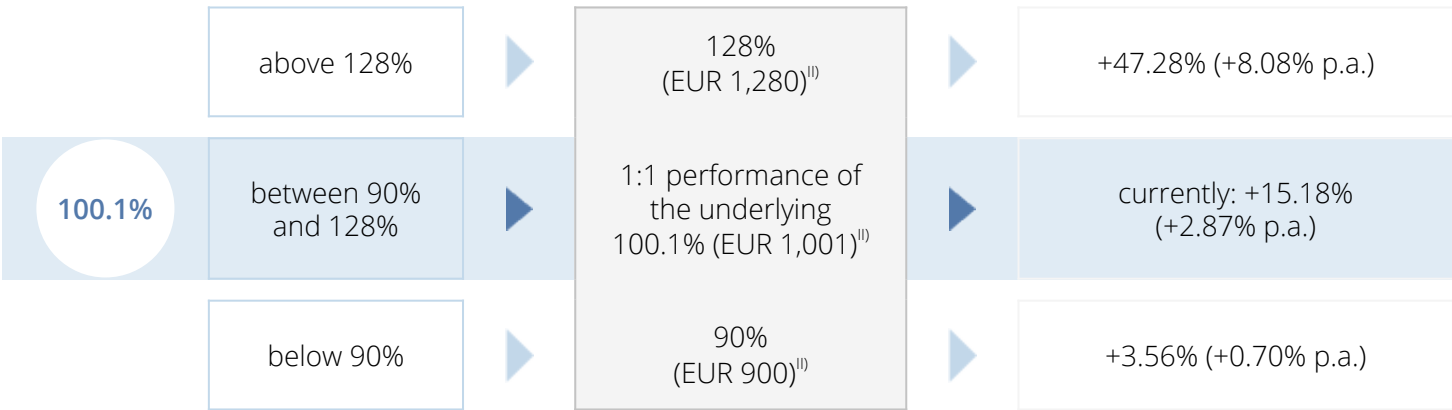 above 128%
128%
(EUR 1,280)II)
+47.28% (+8.08% p.a.)
100.1%
between 90%
and 128%
1:1 performance of
the underlying
100.1% (EUR 1,001)II)
currently: +15.18%
(+2.87% p.a.)
below 90%
90%
(EUR 900)II)
+3.56% (+0.70% p.a.)